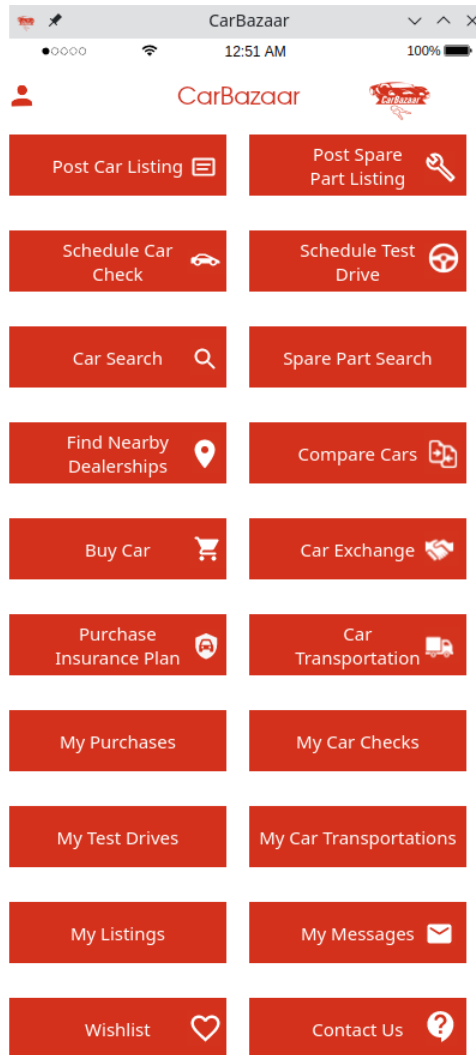 CarBazaar
12:51 AM
100%
CarBazaar
CarBazaar
Post Car Listing
Post Spare
Part Listing
Schedule Car
Check
Schedule Test
Drive
Car Search
Spare Part Search
Find Nearby
Dealerships
Compare Cars
Buy Car
Car Exchange
Purchase
Insurance Plan
Car
Transportation
My Purchases
My Car Checks
My Test Drives
My Car Transportations
My Listings
My Messages
Wishlist
Contact Us